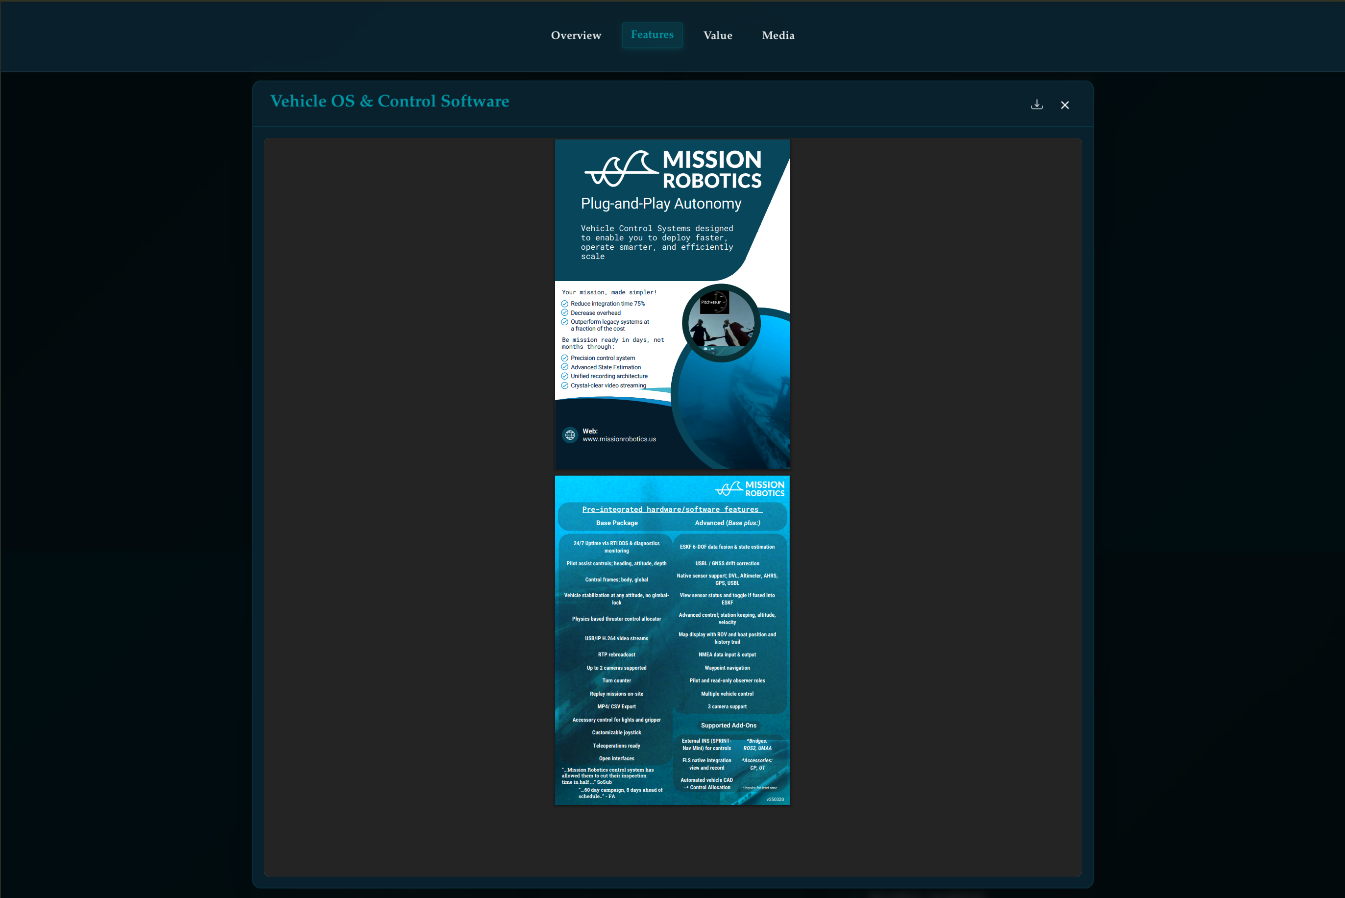 Overview
Features
Value
Media
Vehicle OS & Control Software
MISSION
ROBOTICS
Plug-and-Play Autonomy
Vehicle Control Systems designed
to enable you to deploy faster,
operate smarter, and efficiently
scale
Your mission, made simpler!
Reduce integration time 75%
Decrease overhead
Outperform legacy systems at
a fraction of the cost
Be mission ready in days, not
months through:
Precision control system
Advanced State Estimation
Unified recording architecture
Crystal-clear video streaming
Web:
www.missionrobotics.us
MISSION
ROBOTICS
Pre-integrated hardware/software features
Base Package
Advanced (Base plus:)
24/7 Uptime via RTI DDS & diagnostics
monitoring
Pilot assist controls; heading, attitude, depth
Control frames; body, global
Vehicle stabilization at any attitude, no gimbal-
lock
Physics based thruster control allocator
USB/IP H.264 video streams
RTP rebroadcast
Up to 2 cameras supported
Turn counter
Replay missions on-site
MP4/ CSV Export
Accessory control for lights and gripper
Customizable joystick
Teleoperations ready
Open interfaces
"...Mission Robotics control system has
allowed them to cut their inspection
time in half..." SoSub
"...60 day campaign, 8 days ahead of
schedule." - FA
ESKF 6-DOF data fusion & state estimation
USBL / GNSS drift correction
Native sensor support; DVL, Altimeter, AHRS,
GPS, USBL
View sensor status and toggle if fused into
ESKF
Advanced control; station keeping, altitude,
velocity
Map display with ROV and boat position and
history trail
NMEA data input & output
Waypoint navigation
Pilot and read-only observer roles
Multiple vehicle control
3 camera support
Supported Add-Ons
External INS (SPRINT-
Nav Mini) for controls
FLS native integration
view and record
Automated vehicle CAD
→ Control Allocation
*Bridges:
ROS2, UMAA
*Accessories:
CP, UT